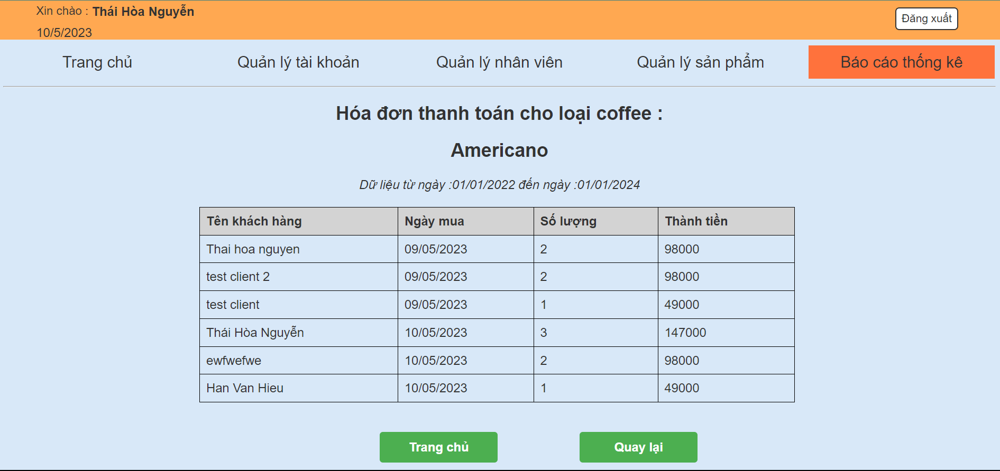 Xin chào : Thái Hòa Nguyễn
Đăng xuất
10/5/2023
Trang chủ Quản lý tài khoản Quản lý nhân viên Quản lý sản phẩm Báo cáo thống kê
Hóa đơn thanh toán cho loại coffee :
Americano
Dữ liệu từ ngày :01/01/2022 đến ngày :01/01/2024
Tên khách hàng Ngày mua Số lượng Thành tiền
Thai hoa nguyen 09/05/2023 2 98000
test client 2 09/05/2023 2 98000
test client 09/05/2023 1 49000
Thái Hòa Nguyễn 10/05/2023 3 147000
ewfwefwe 10/05/2023 2 98000
Han Van Hieu 10/05/2023 1 49000
Trang chủ Quay lại